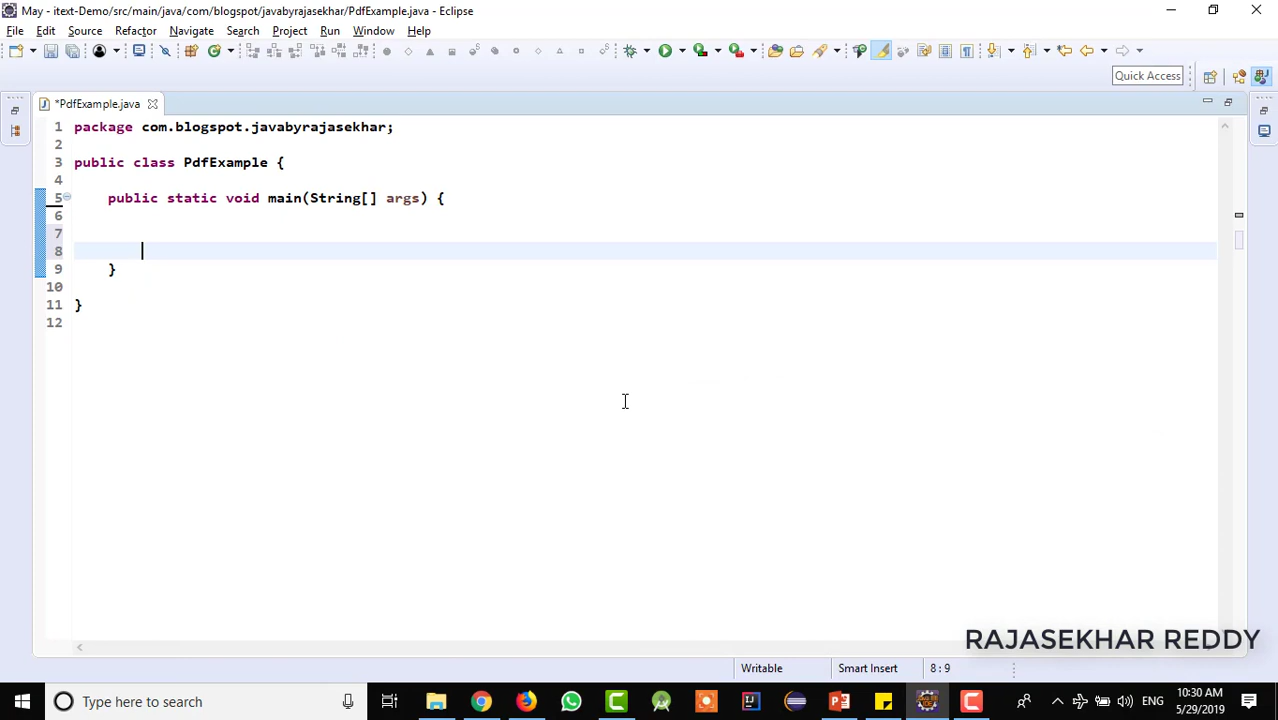 May - itext-Demo/src/main/java/com/blogspot/javabyrajasekhar/PdfExample.java - Eclipse
File Edit Source Refactor Navigate Search Project Run Window Help
Quick Access
*PdfExample.java
1 package com.blogspot.javabyrajasekhar;
2
3 public class PdfExample {
4
5 public static void main(String[] args) {
6
7
8
9 }
10
11 }
12
RAJASEKHAR REDDY
Writable Smart Insert 8 : 9
Type here to search
ENG
10:30 AM
5/29/2019